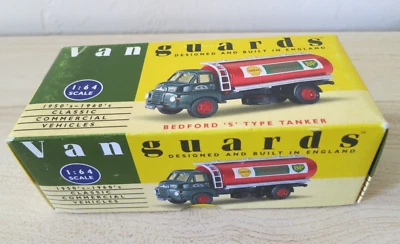 Vanguards
DESIGNED AND BUILT IN ENGLAND
1:64
SCALE
1950's-1960's
CLASSIC
COMMERCIAL
VEHICLES
BEDFORD 'S' TYPE TANKER
Vanguards
DESIGNED AND BUILT IN ENGLAND
1:64
SCALE
1950's-1960's
CLASSIC
COMMERCIAL
VEHICLES